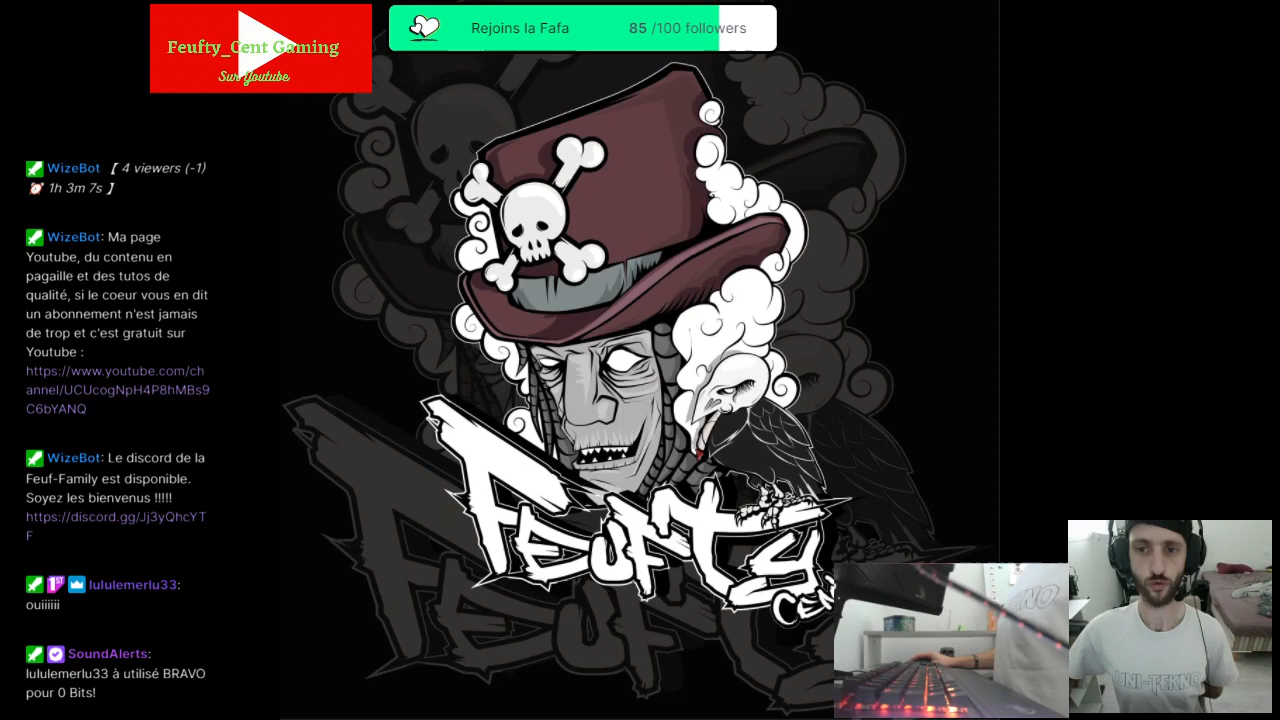 Feufty_Cent Gaming
Sur Youtube
Rejoins la Fafa 85 /100 followers
WizeBot 【 4 viewers (-1)
1h 3m 7s 】
WizeBot: Ma page
Youtube, du contenu en
pagaille et des tutos de
qualité, si le coeur vous en dit
un abonnement n'est jamais
de trop et c'est gratuit sur
Youtube :
https://www.youtube.com/ch
annel/UCUcogNpH4P8hMBs9
C6bYANQ
WizeBot: Le discord de la
Feuf-Family est disponible.
Soyez les bienvenus !!!!!
https://discord.gg/Jj3yQhcYT
F
1ST lululemerlu33:
ouiiiiii
SoundAlerts:
lululemerlu33 à utilisé BRAVO
pour 0 Bits!
Feufty
Cen
UNI-TEKNO